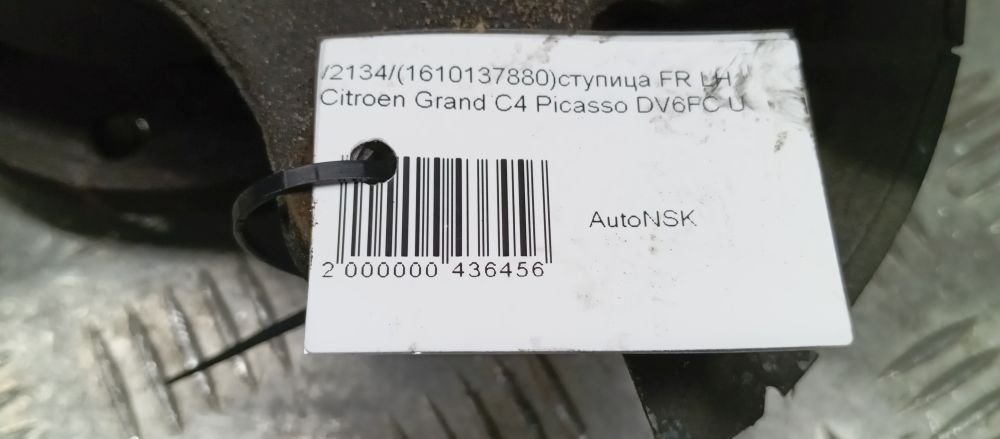 /2134/(1610137880)ступица FR LH
Citroen Grand C4 Picasso DV6FC U
AutoNSK
2 000000 436456